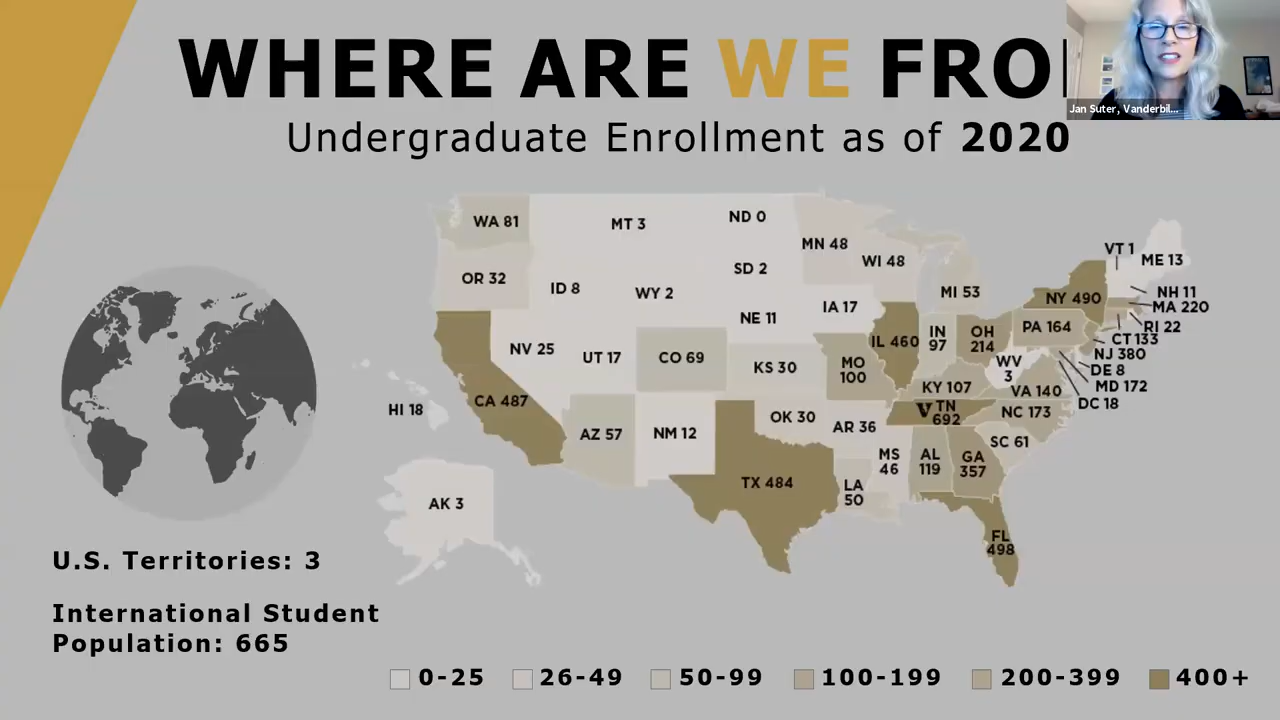 WHERE ARE WE FRO
Jan Suter, Vanderbil...
Undergraduate Enrollment as of 2020
WA 81
MT 3
ND 0
MN 48
VT 1
ME 13
OR 32
ID 8
WY 2
SD 2
WI 48
MI 53
NY 490
NH 11
MA 220
RI 22
CT 133
NJ 380
DE 8
MD 172
DC 18
NV 25
UT 17
CO 69
NE 11
KS 30
IA 17
MO
100
IL 460
IN
97
OH
214
PA 164
WV
3
VA 140
KY 107
HI 18
CA 487
AZ 57
NM 12
OK 30
AR 36
V TN
692
NC 173
SC 61
AK 3
TX 484
LA
50
MS
46
AL
119
GA
357
FL
498
U.S. Territories: 3
International Student
Population: 665
0-25 26-49 50-99 100-199 200-399 400+